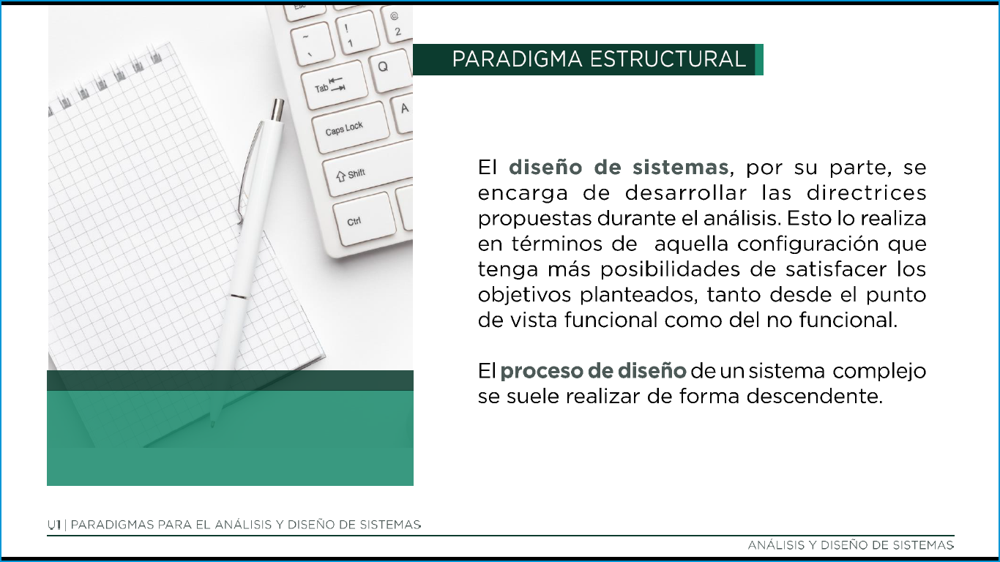 Esc
~
`
!
1
@
2
Tab
Q
Caps Lock
A
Shift
Ctrl
PARADIGMA ESTRUCTURAL
El diseño de sistemas, por su parte, se
encarga de desarrollar las directrices
propuestas durante el análisis. Esto lo realiza
en términos de aquella configuración que
tenga más posibilidades de satisfacer los
objetivos planteados, tanto desde el punto
de vista funcional como del no funcional.
El proceso de diseño de un sistema complejo
se suele realizar de forma descendente.
U1 | PARADIGMAS PARA EL ANÁLISIS Y DISEÑO DE SISTEMAS
ANÁLISIS Y DISEÑO DE SISTEMAS